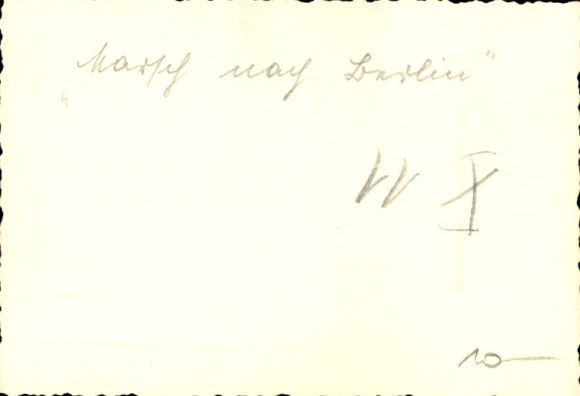 „Marsch nach Berlin"
W X
10—